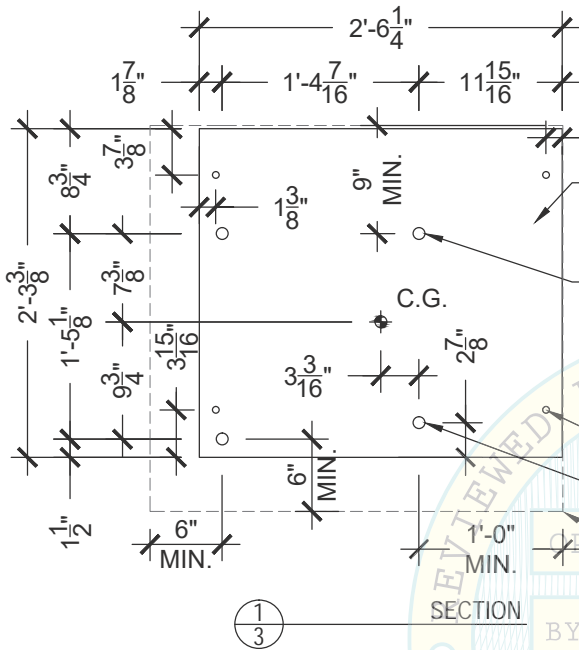 2'-6 1/4"
1 7/8"
1'-4 7/16"
11 15/16"
3 7/8"
8 3/4"
9" MIN.
1 3/8"
2'-3 3/8"
7 3/8"
1'-5 1/8"
C.G.
3 15/16"
2 7/8"
9 3/4"
3 3/16"
6" MIN.
1 1/2"
6" MIN.
1'-0" MIN.
1
3
SECTION
REVIEWED
BY